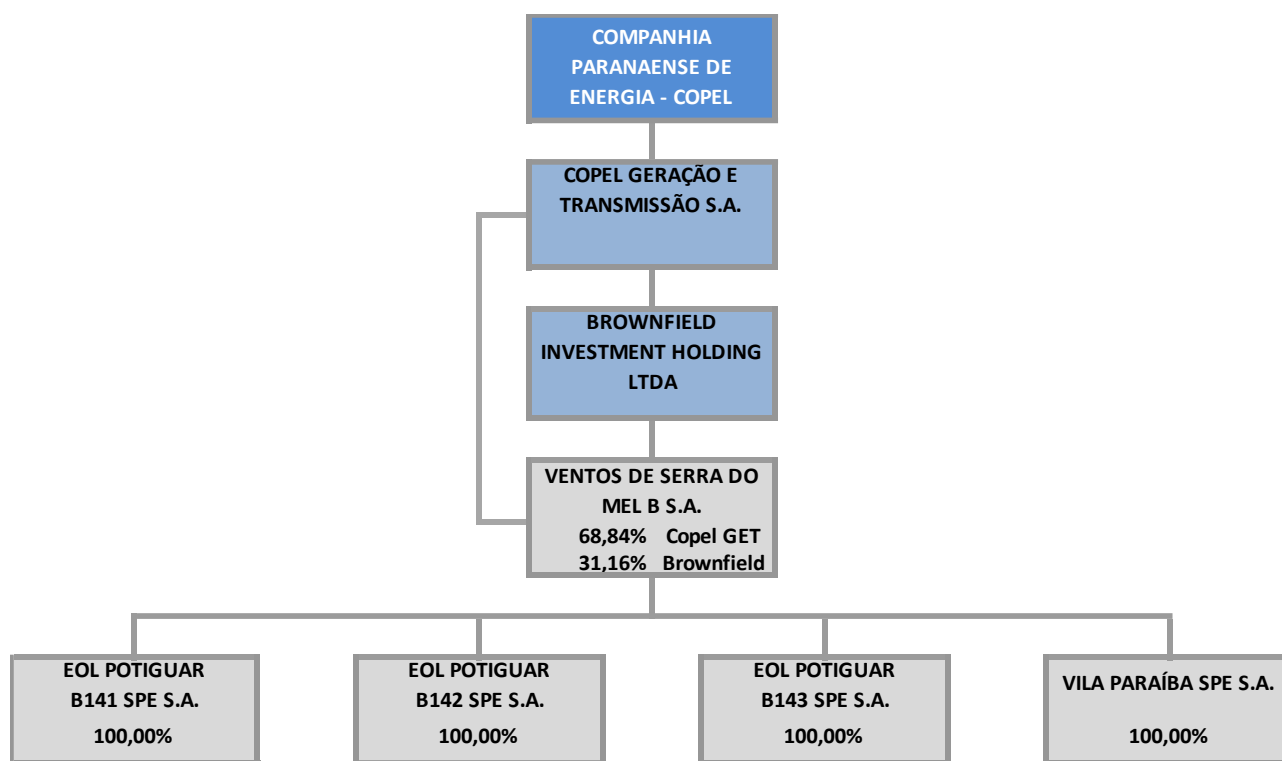 COMPANHIA
PARANAENSE DE
ENERGIA - COPEL
COPEL GERAÇÃO E
TRANSMISSÃO S.A.
BROWNFIELD
INVESTMENT HOLDING
LTDA
VENTOS DE SERRA DO
MEL B S.A.
68,84% Copel GET
31,16% Brownfield
EOL POTIGUAR
B141 SPE S.A.
100,00%
EOL POTIGUAR
B142 SPE S.A.
100,00%
EOL POTIGUAR
B143 SPE S.A.
100,00%
VILA PARAÍBA SPE S.A.
100,00%